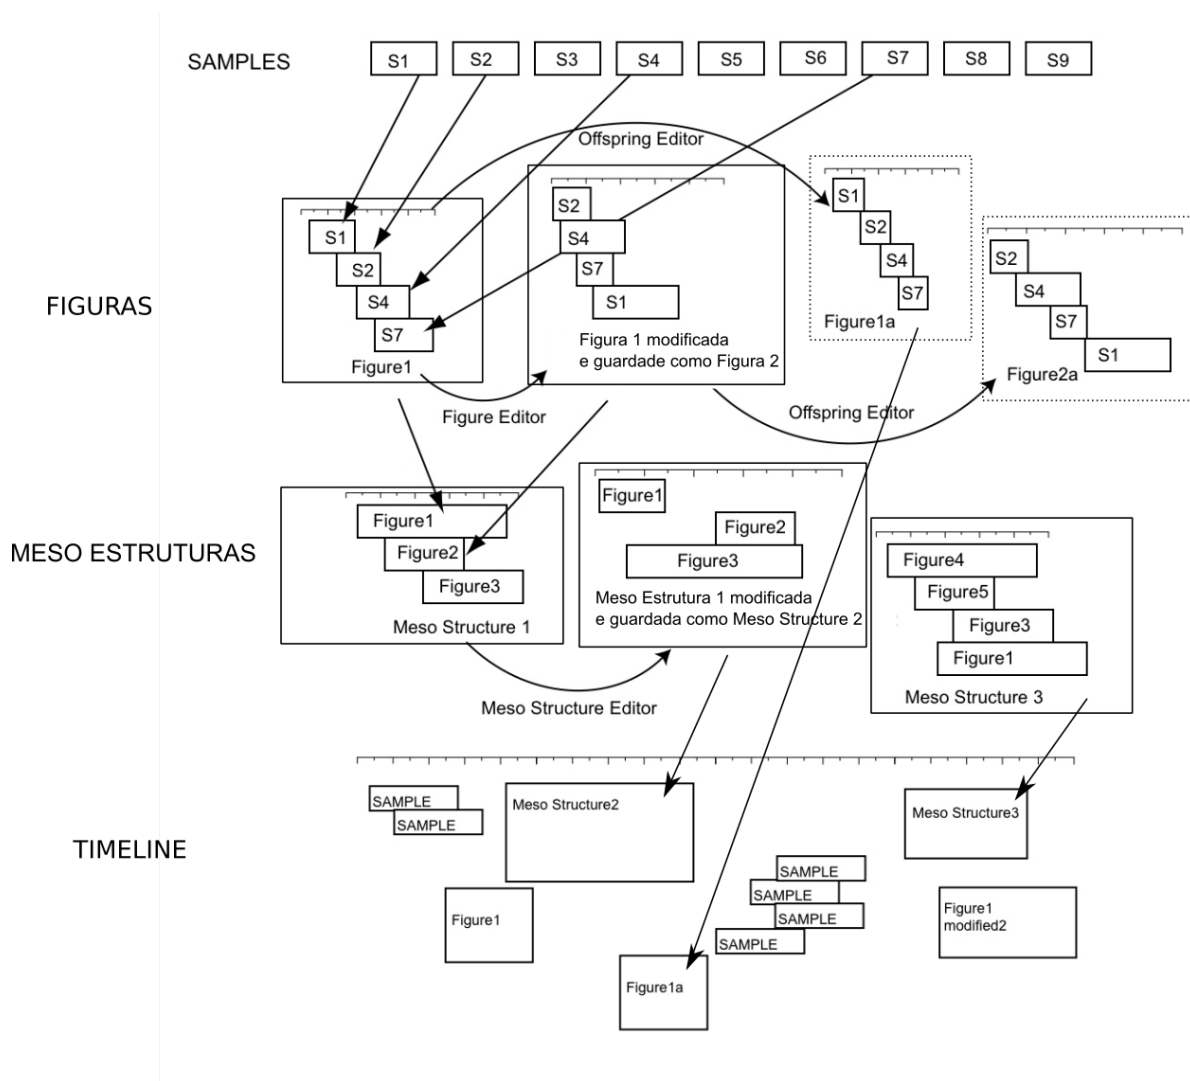 SAMPLES
S1
S2
S3
S4
S5
S6
S7
S8
S9
Offspring Editor
FIGURAS
S1
S2
S4
S7
Figure1
S2
S4
S7
S1
Figura 1 modificada
e guardade como Figura 2
S1
S2
S4
S7
Figure1a
S2
S4
S7
S1
Figure2a
Figure Editor
Offspring Editor
MESO ESTRUTURAS
Figure1
Figure2
Figure3
Meso Structure 1
Figure1
Figure2
Figure3
Meso Estrutura 1 modificada
e guardada como Meso Structure 2
Figure4
Figure5
Figure3
Figure1
Meso Structure 3
Meso Structure Editor
TIMELINE
SAMPLE
SAMPLE
Meso Structure2
Meso Structure3
Figure1
SAMPLE
SAMPLE
SAMPLE
SAMPLE
Figure1
modified2
Figure1a